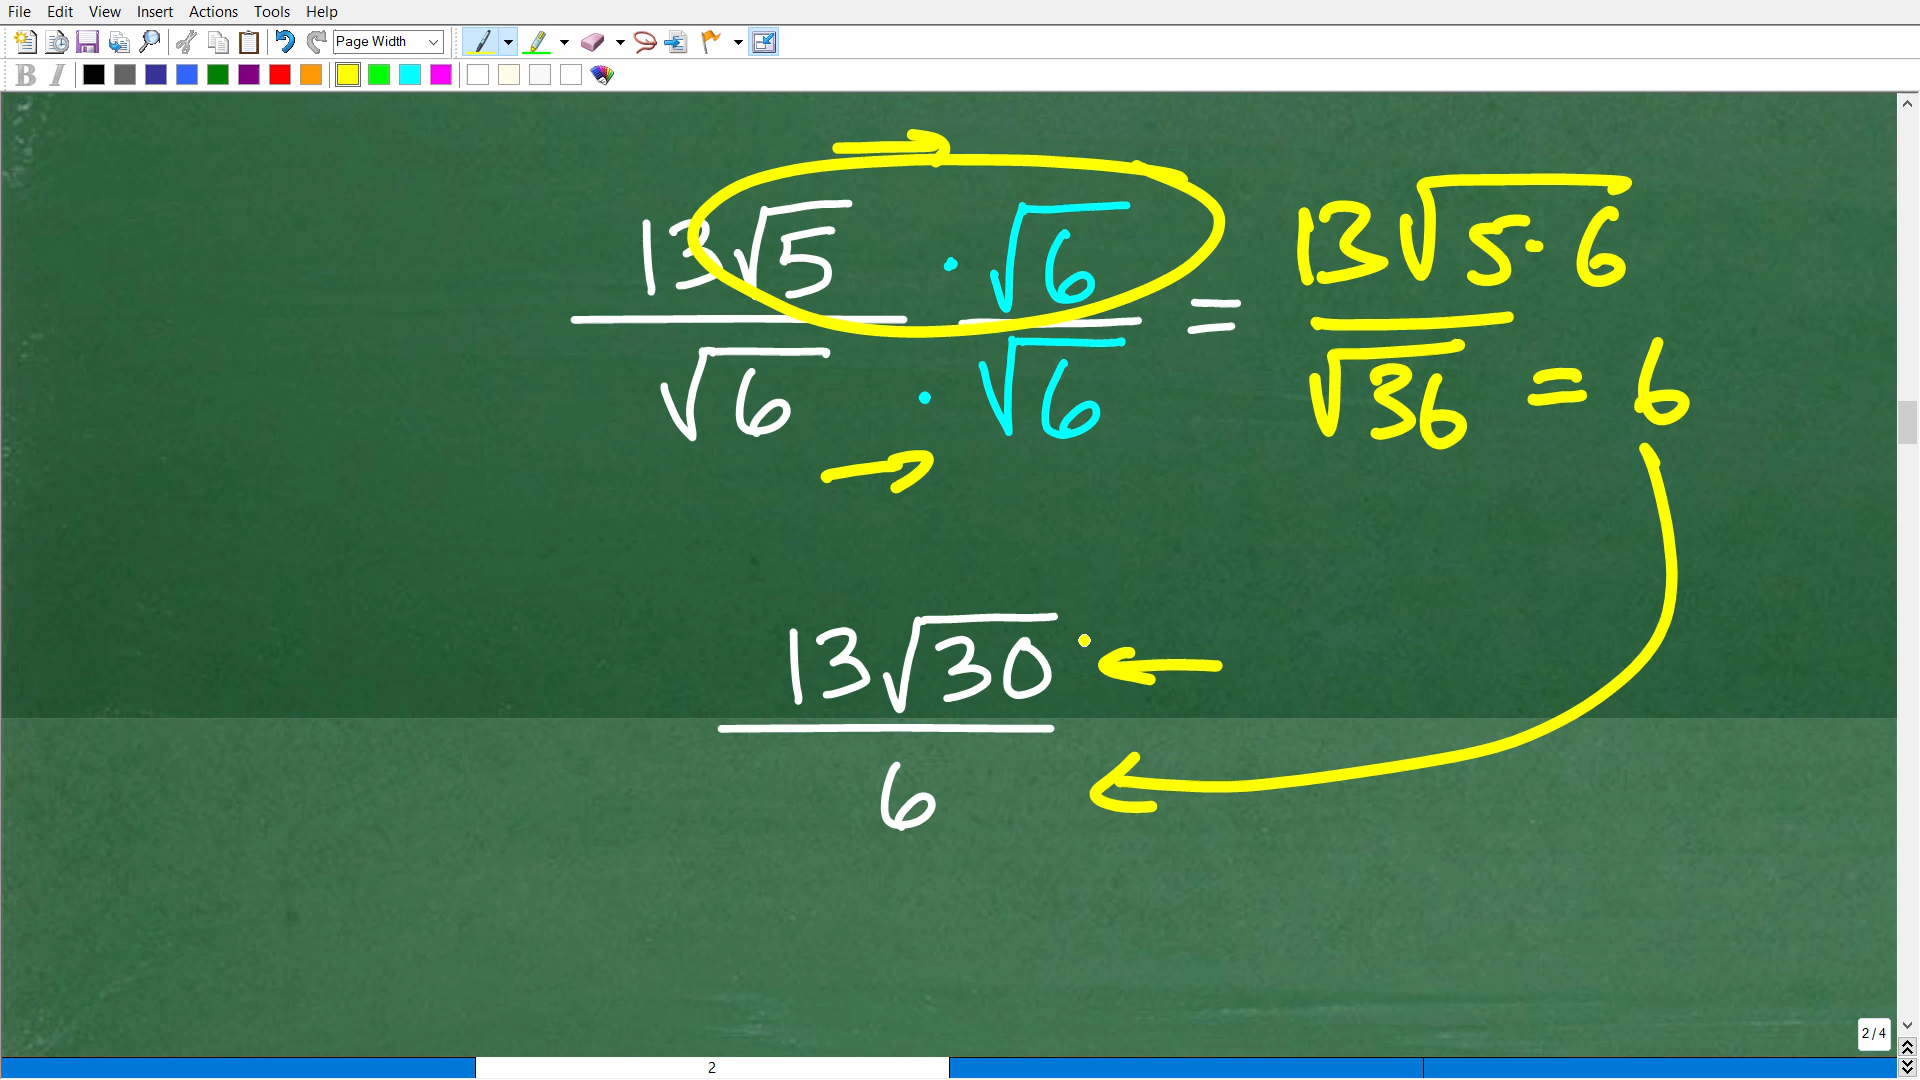 File Edit View Insert Actions Tools Help
Page Width
B I
13√5 · √6 = 13√5·6
√6 · √6 √36 = 6
13√30
6
2 / 4
2